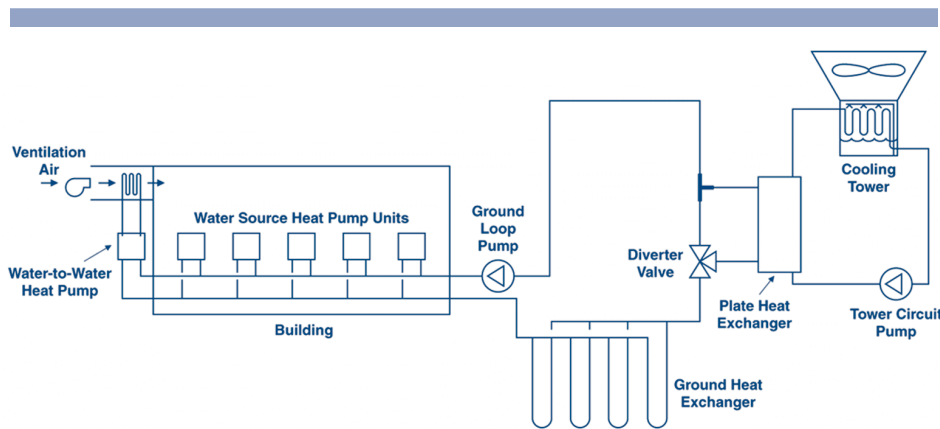 Ventilation
Air
Water Source Heat Pump Units
Water-to-Water
Heat Pump
Building
Ground
Loop
Pump
Diverter
Valve
Plate Heat
Exchanger
Cooling
Tower
Tower Circuit
Pump
Ground Heat
Exchanger